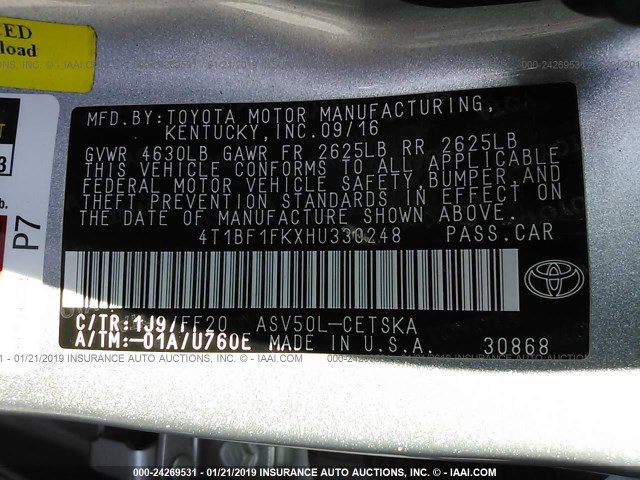 CED
load
MFD.BY:TOYOTA MOTOR MANUFACTURING,
KENTUCKY, INC. 09/16
GVWR 4630LB GAWR FR 2625LB RR 2625LB
THIS VEHICLE CONFORMS TO ALL APPLICABLE
FEDERAL MOTOR VEHICLE SAFETY, BUMPER, AND
THEFT PREVENTION STANDARDS IN EFFECT ON
THE DATE OF MANUFACTURE SHOWN ABOVE.
4T1BF1FKXHU330248 PASS.CAR
C/TR: 1J9/FF20 ASV50L-CETSKA
A/TM: -01A/U760E MADE IN U.S.A. 30868
TOYOTA
3
P7
000-24269531 - 01/21/2019 INSURANCE AUTO AUCTIONS, INC. - IAAI.COM